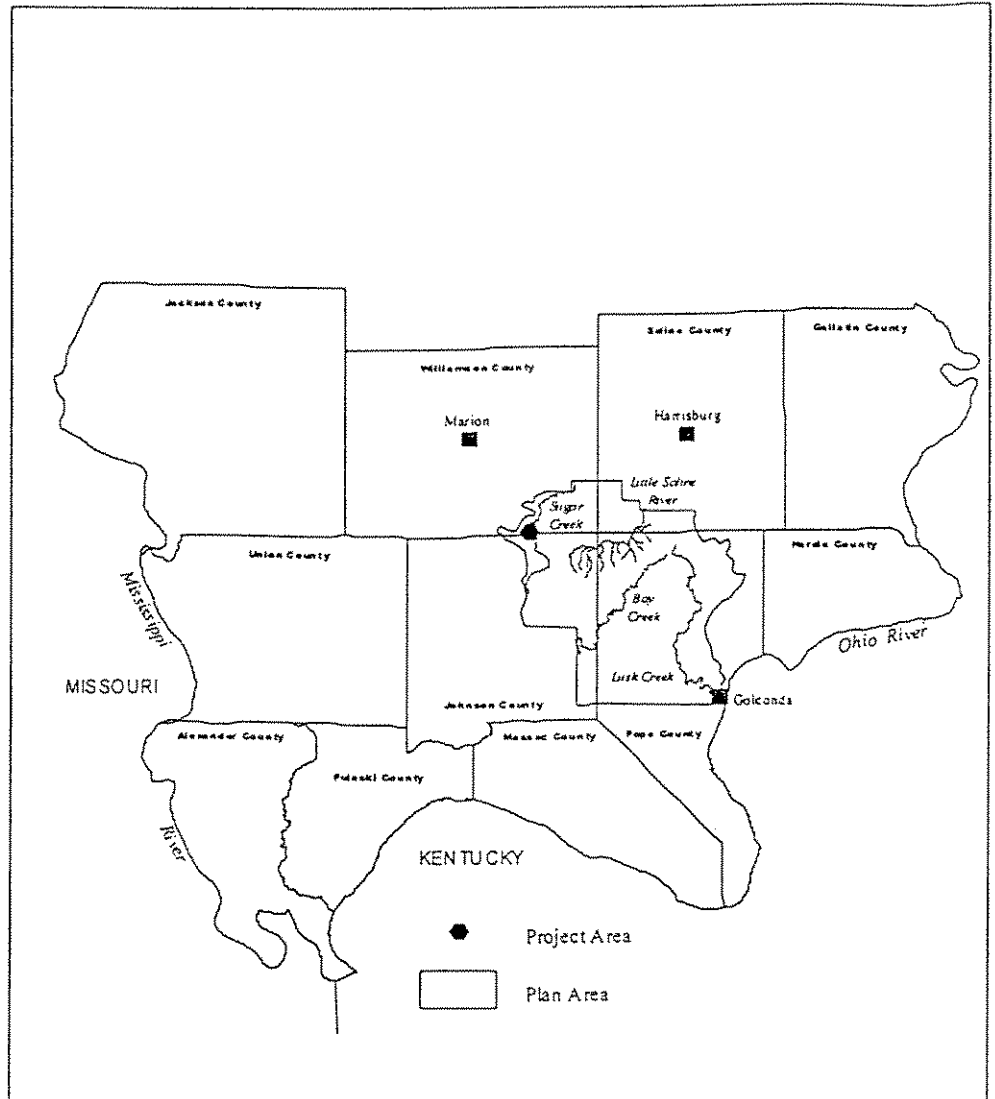 Jackson County
Saline County
Gallatin County
Williamson County
Marion
Harrisburg
Little Saline
River
Sugar
Creek
Union County
Hardin County
Mississippi
Bay
Creek
Ohio River
MISSOURI
Lusk Creek
Golconda
Johnson County
Alexander County
Massac County
Pope County
Pulaski County
River
KENTUCKY
Project Area
Plan Area